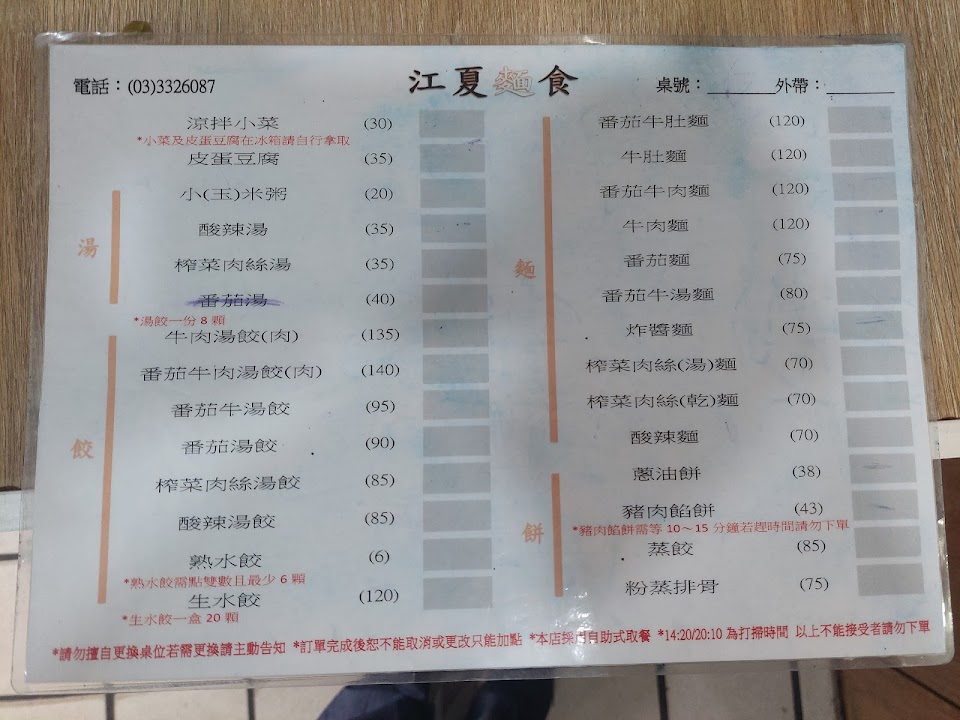 電話：(03)3326087
江夏麵食
桌號：______ 外帶：______
涼拌小菜 (30)
*小菜及皮蛋豆腐在冰箱請自行拿取
皮蛋豆腐 (35)
湯
小(玉)米粥 (20)
酸辣湯 (35)
榨菜肉絲湯 (35)
番茄湯 (40)
*湯餃一份 8 顆
餃
牛肉湯餃(肉) (135)
番茄牛肉湯餃(肉) (140)
番茄牛湯餃 (95)
番茄湯餃 (90)
榨菜肉絲湯餃 (85)
酸辣湯餃 (85)
熟水餃 (6)
*熟水餃需點雙數且最少 6 顆
生水餃 (120)
*生水餃一盒 20 顆
麵
番茄牛肚麵 (120)
牛肚麵 (120)
番茄牛肉麵 (120)
牛肉麵 (120)
番茄麵 (75)
番茄牛湯麵 (80)
炸醬麵 (75)
榨菜肉絲(湯)麵 (70)
榨菜肉絲(乾)麵 (70)
酸辣麵 (70)
餅
蔥油餅 (38)
豬肉餡餅 (43)
*豬肉餡餅需等 10～15 分鐘若趕時間請勿下單
蒸餃 (85)
粉蒸排骨 (75)
*請勿擅自更換桌位若需更換請主動告知 *訂單完成後恕不能取消或更改只能加點 *本店採用自助式取餐 *14:20/20:10 為打掃時間 以上不能接受者請勿下單